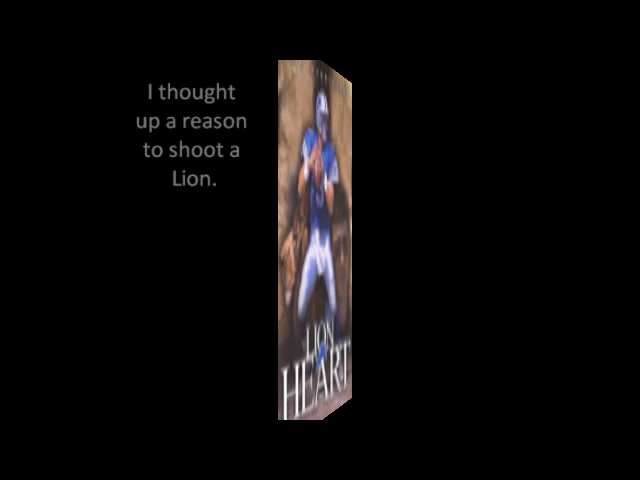 I thought
up a reason
to shoot a
Lion.
LION
HEART